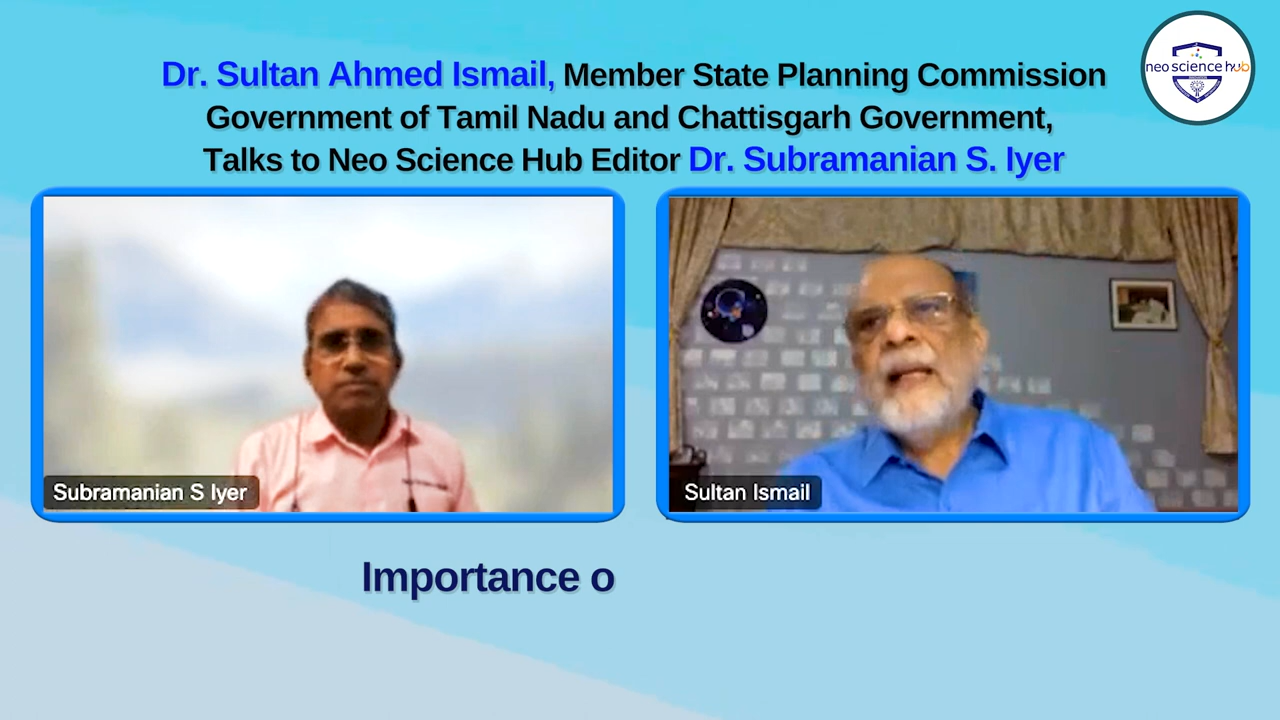 Dr. Sultan Ahmed Ismail, Member State Planning Commission
Government of Tamil Nadu and Chattisgarh Government,
Talks to Neo Science Hub Editor Dr. Subramanian S. Iyer
neo science hub
Subramanian S Iyer
Sultan Ismail
Importance o